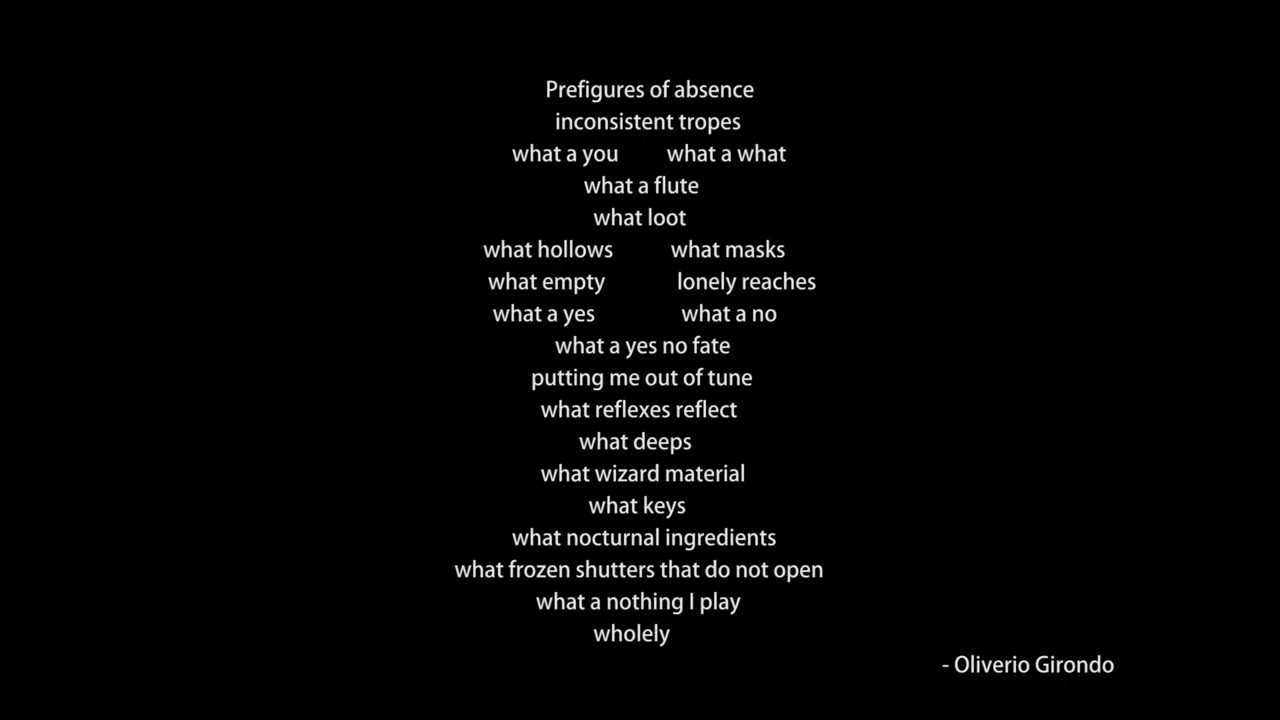 Prefigures of absence
inconsistent tropes
what a you what a what
what a flute
what loot
what hollows what masks
what empty lonely reaches
what a yes what a no
what a yes no fate
putting me out of tune
what reflexes reflect
what deeps
what wizard material
what keys
what nocturnal ingredients
what frozen shutters that do not open
what a nothing I play
wholely
- Oliverio Girondo